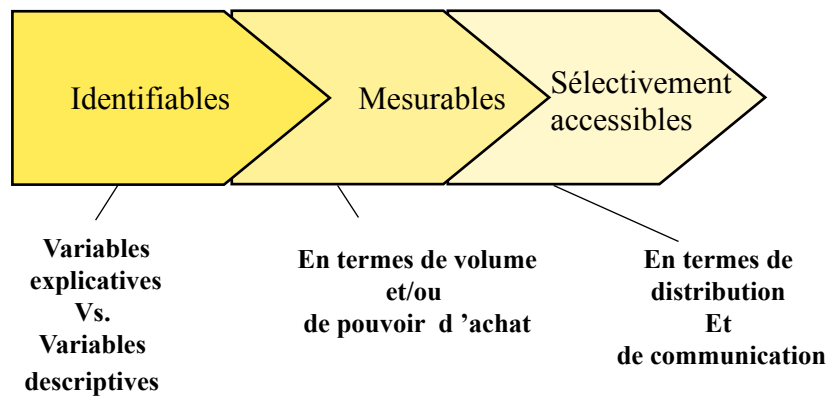 Identifiables
Mesurables
Sélectivement
accessibles
Variables
explicatives
Vs.
Variables
descriptives
En termes de volume
et/ou
de pouvoir d ’achat
En termes de
distribution
Et
de communication